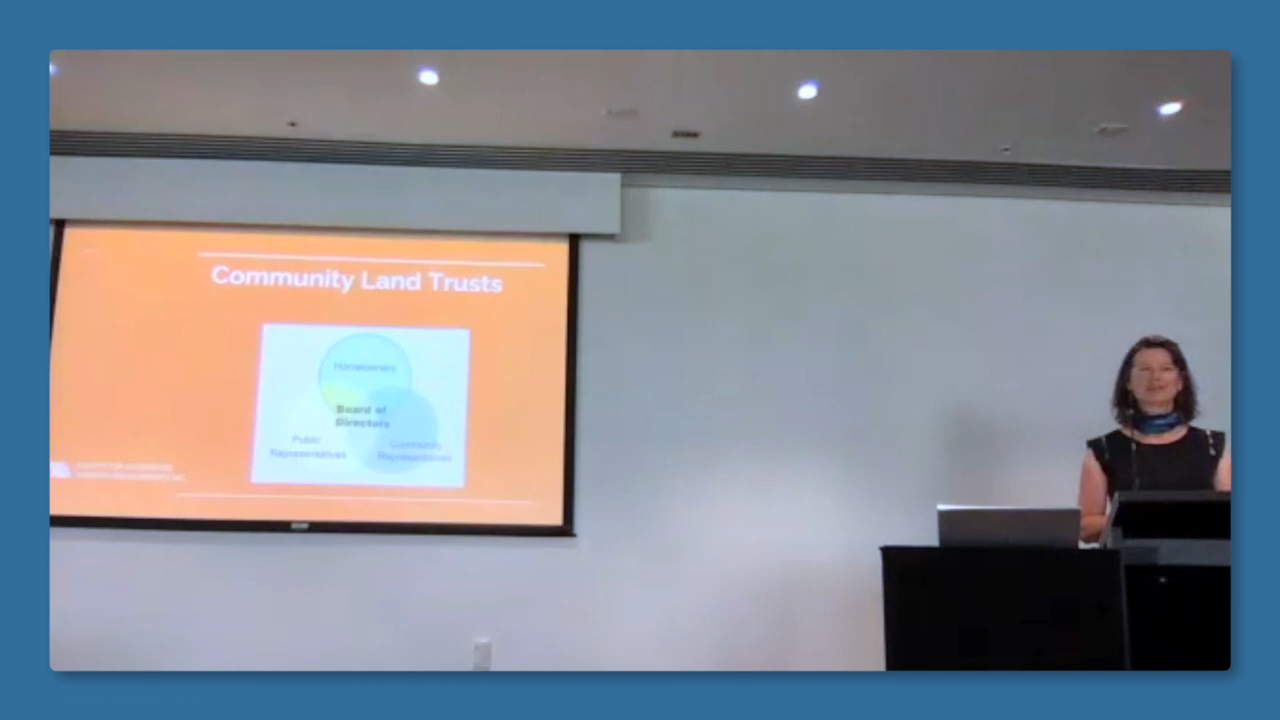 Community Land Trusts
Homeowners
Board of
Directors
Public
Representatives
Community
Representatives